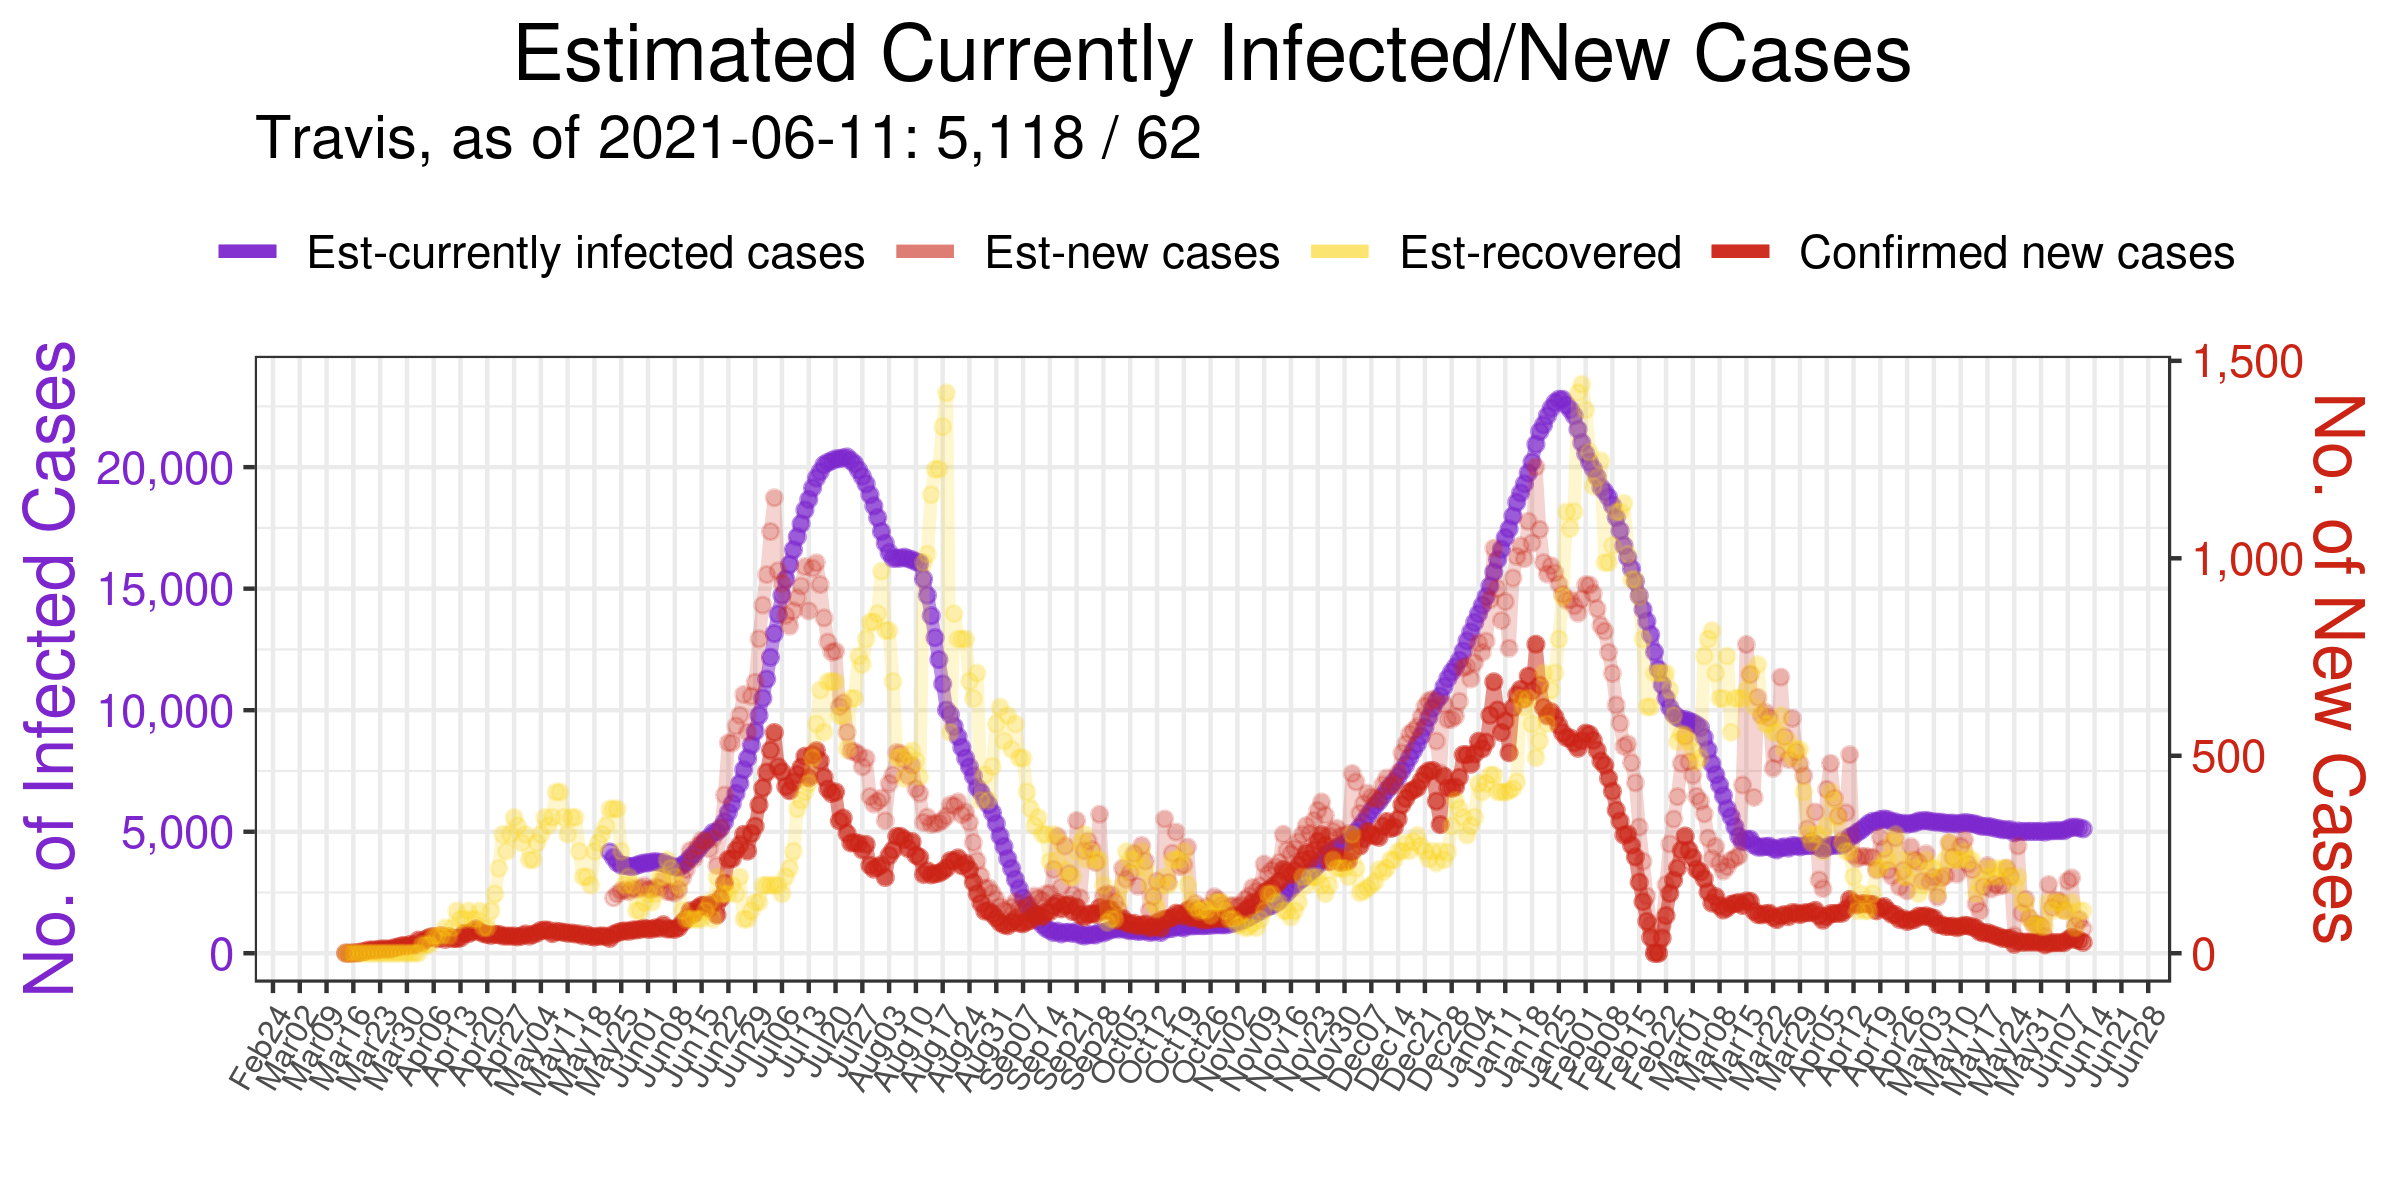 Estimated Currently Infected/New Cases
Travis, as of 2021-06-11: 5,118 / 62
Est-currently infected cases Est-new cases Est-recovered Confirmed new cases
No. of Infected Cases
20,000
15,000
10,000
5,000
0
1,500
1,000
500
0
No. of New Cases
Feb24 Mar02 Mar09 Mar16 Mar23 Mar30 Apr06 Apr13 Apr20 Apr27 May04 May11 May18 May25 Jun01 Jun08 Jun15 Jun22 Jun29 Jul06 Jul13 Jul20 Jul27 Aug03 Aug10 Aug17 Aug24 Aug31 Sep07 Sep14 Sep21 Sep28 Oct05 Oct12 Oct19 Oct26 Nov02 Nov09 Nov16 Nov23 Nov30 Dec07 Dec14 Dec21 Dec28 Jan04 Jan11 Jan18 Jan25 Feb01 Feb08 Feb15 Feb22 Mar01 Mar08 Mar15 Mar22 Mar29 Apr05 Apr12 Apr19 Apr26 May03 May10 May17 May24 May31 Jun07 Jun14 Jun21 Jun28